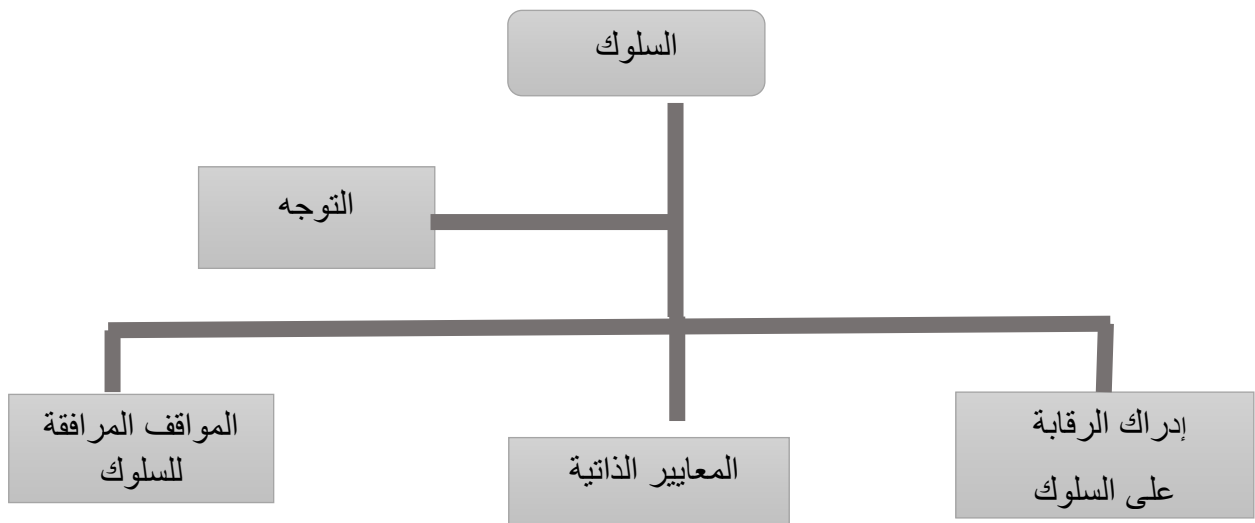 السلوك
التوجه
إدراك الرقابة
على السلوك
المعايير الذاتية
المواقف المرافقة
للسلوك